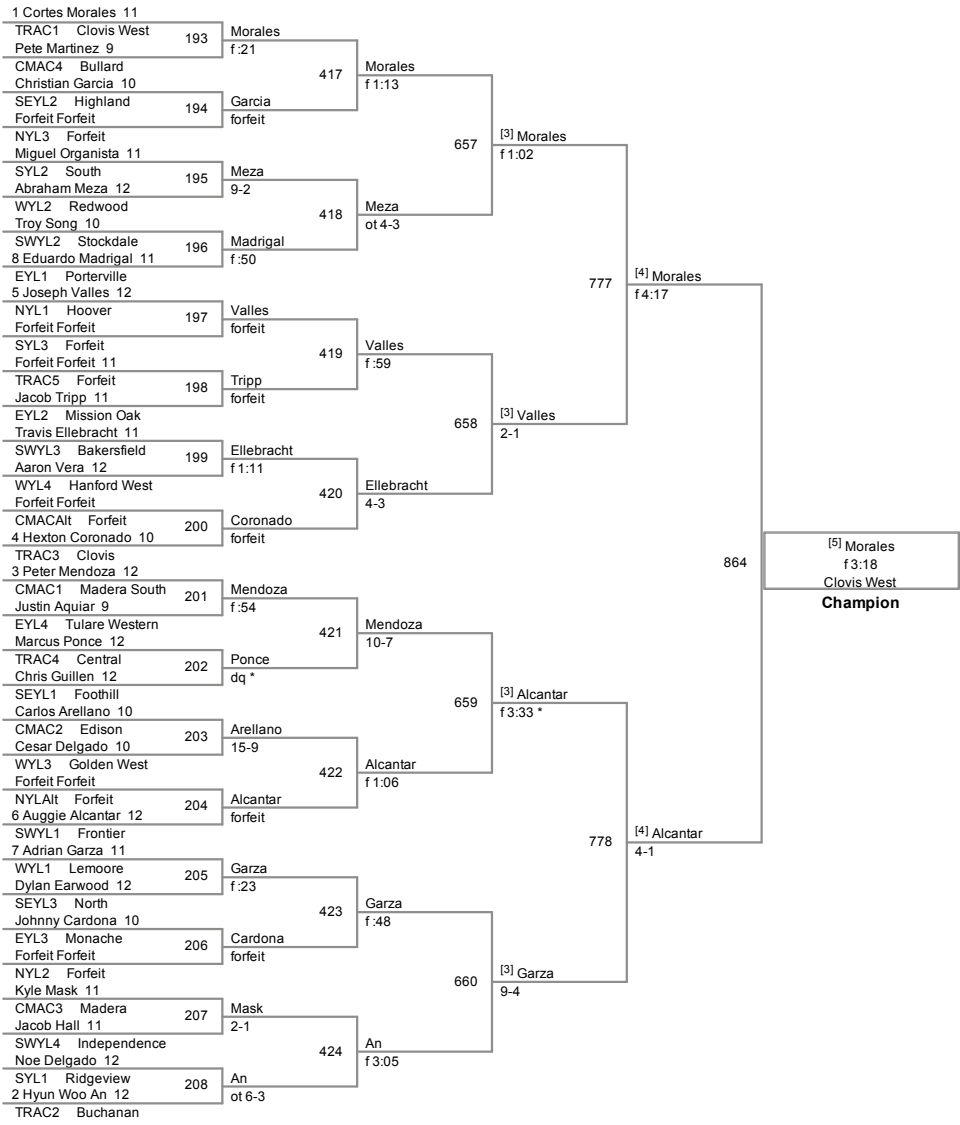 1 Cortes Morales 11
TRAC1 Clovis West
Pete Martinez 9
CMAC4 Bullard
Christian Garcia 10
SEYL2 Highland
Forfeit Forfeit
NYL3 Forfeit
Miguel Organista 11
SYL2 South
Abraham Meza 12
WYL2 Redwood
Troy Song 10
SWYL2 Stockdale
8 Eduardo Madrigal 11
EYL1 Porterville
5 Joseph Valles 12
NYL1 Hoover
Forfeit Forfeit
SYL3 Forfeit
Forfeit Forfeit 11
TRAC5 Forfeit
Jacob Tripp 11
EYL2 Mission Oak
Travis Ellebracht 11
SWYL3 Bakersfield
Aaron Vera 12
WYL4 Hanford West
Forfeit Forfeit
CMACAlt Forfeit
4 Hexton Coronado 10
TRAC3 Clovis
3 Peter Mendoza 12
CMAC1 Madera South
Justin Aquiar 9
EYL4 Tulare Western
Marcus Ponce 12
TRAC4 Central
Chris Guillen 12
SEYL1 Foothill
Carlos Arellano 10
CMAC2 Edison
Cesar Delgado 10
WYL3 Golden West
Forfeit Forfeit
NYLAlt Forfeit
6 Auggie Alcantar 12
SWYL1 Frontier
7 Adrian Garza 11
WYL1 Lemoore
Dylan Earwood 12
SEYL3 North
Johnny Cardona 10
EYL3 Monache
Forfeit Forfeit
NYL2 Forfeit
Kyle Mask 11
CMAC3 Madera
Jacob Hall 11
SWYL4 Independence
Noe Delgado 12
SYL1 Ridgeview
2 Hyun Woo An 12
TRAC2 Buchanan
193
194
195
196
197
198
199
200
201
202
203
204
205
206
207
208
Morales
f :21
Garcia
forfeit
Meza
9-2
Madrigal
f :50
Valles
forfeit
Tripp
forfeit
Ellebracht
f 1:11
Coronado
forfeit
Mendoza
f :54
Ponce
dq *
Arellano
15-9
Alcantar
forfeit
Garza
f :23
Cardona
forfeit
Mask
2-1
An
ot 6-3
417
418
419
420
421
422
423
424
Morales
f 1:13
Meza
ot 4-3
Valles
f :59
Ellebracht
4-3
Mendoza
10-7
Alcantar
f 1:06
Garza
f :48
An
f 3:05
657
658
659
660
[3] Morales
f 1:02
[3] Valles
2-1
[3] Alcantar
f 3:33 *
[3] Garza
9-4
777
778
[4] Morales
f 4:17
[4] Alcantar
4-1
864
[5] Morales
f 3:18
Clovis West
Champion